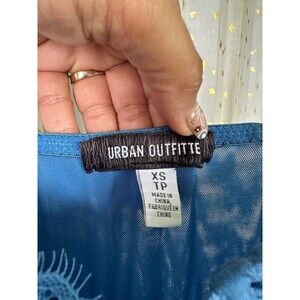 URBAN OUTFITTE
XS
TP
MADE IN
CHINA
FABRIQUÉ EN
CHINE